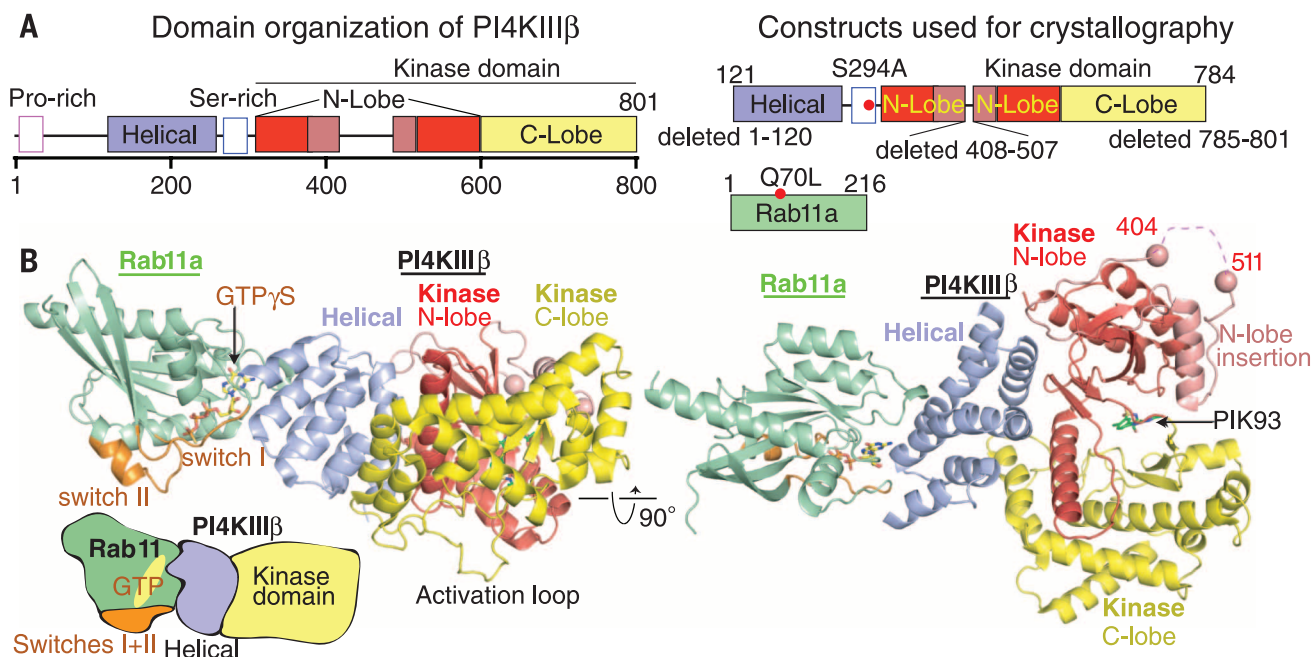 A
Domain organization of PI4KIIIβ
Kinase domain
Pro-rich
Ser-rich
N-Lobe
801
Helical
C-Lobe
1
200
400
600
800
Constructs used for crystallography
121
S294A
Kinase domain
784
Helical
N-Lobe
N-Lobe
C-Lobe
deleted 1-120
deleted 408-507
deleted 785-801
1
Q70L
216
Rab11a
B
Rab11a
GTPγS
PI4KIIIβ
Helical
Kinase
N-lobe
Kinase
C-lobe
switch I
switch II
Activation loop
90°
PI4KIIIβ
Rab11
GTP
Kinase
domain
Switches I+II
Helical
Rab11a
PI4KIIIβ
Helical
Kinase
N-lobe
404
511
N-lobe
insertion
PIK93
Kinase
C-lobe